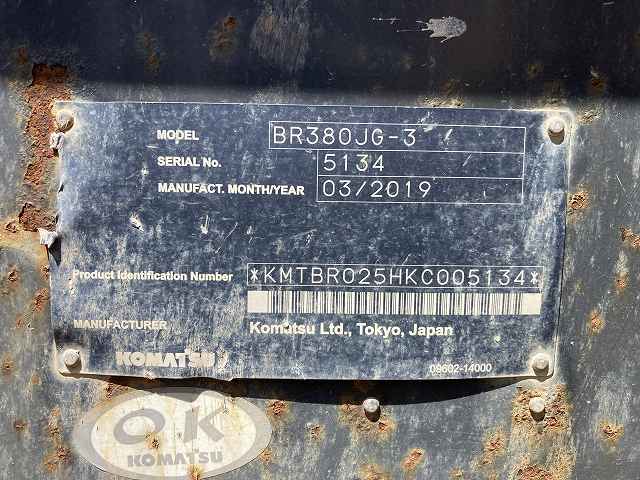 MODEL BR380JG-3
SERIAL No. 5134
MANUFACT. MONTH/YEAR 03/2019
Product Identification Number *KMTBR025HKC005134*
MANUFACTURER Komatsu Ltd., Tokyo, Japan
KOMATSU 09602-14000
OK
KOMATSU